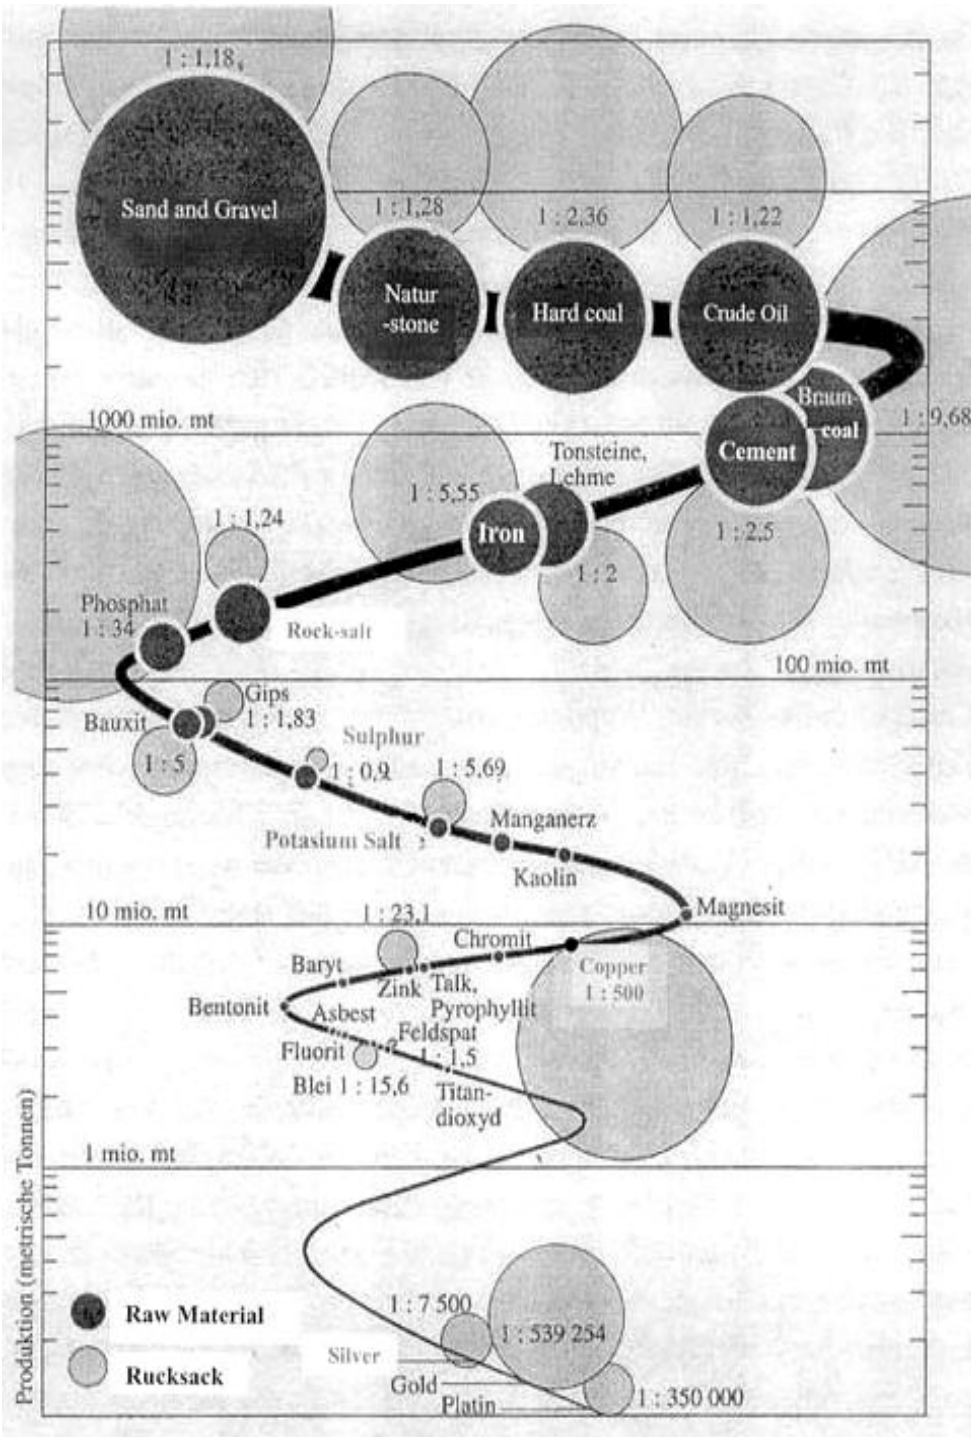 1 : 1,18
Sand and Gravel
1 : 1,28
1 : 2,36
1 : 1,22
Natur
-stone
Hard coal
Crude Oil
Braun-
coal
1 : 9,68
1000 mio. mt
Cement
Tonsteine,
Lehme
1 : 5,55
1 : 1,24
Iron
1 : 2,5
1 : 2
Phosphat
1 : 34
Rock-salt
100 mio. mt
Gips
1 : 1,83
Bauxit
Sulphur
1 : 5
1 : 0,9
1 : 5,69
Manganerz
Potasium Salt
Kaolin
10 mio. mt
1 : 23,1
Magnesit
Chromit
Copper
1 : 500
Baryt
Zink
Talk,
Pyrophyllit
Bentonit
Asbest
Feldspat
1 : 1,5
Fluorit
Blei 1 : 15,6
Titan-
dioxyd
1 mio. mt
Produktion (metrische Tonnen)
Raw Material
Rucksack
1 : 7 500
1 : 539 254
Silver
Gold
Platin
1 : 350 000